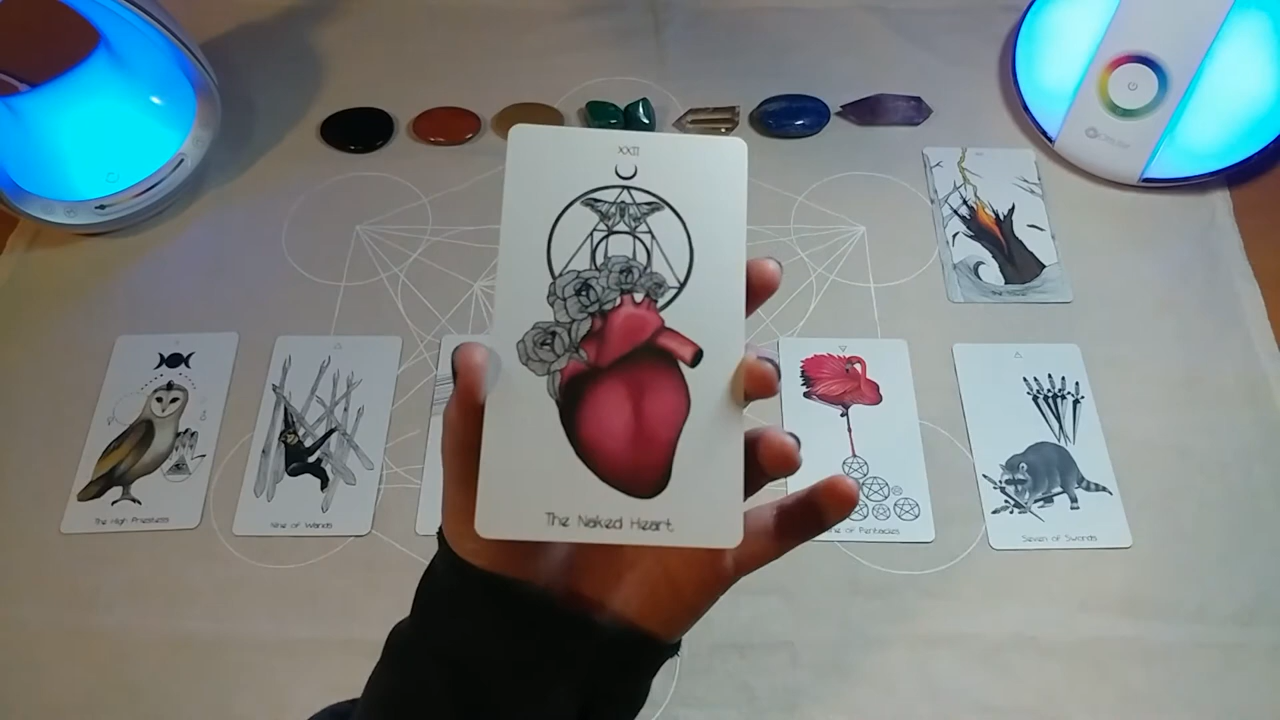 XXII
The High Priestess
Nine of Wands
The Naked Heart
of Pentacles
Seven of Swords